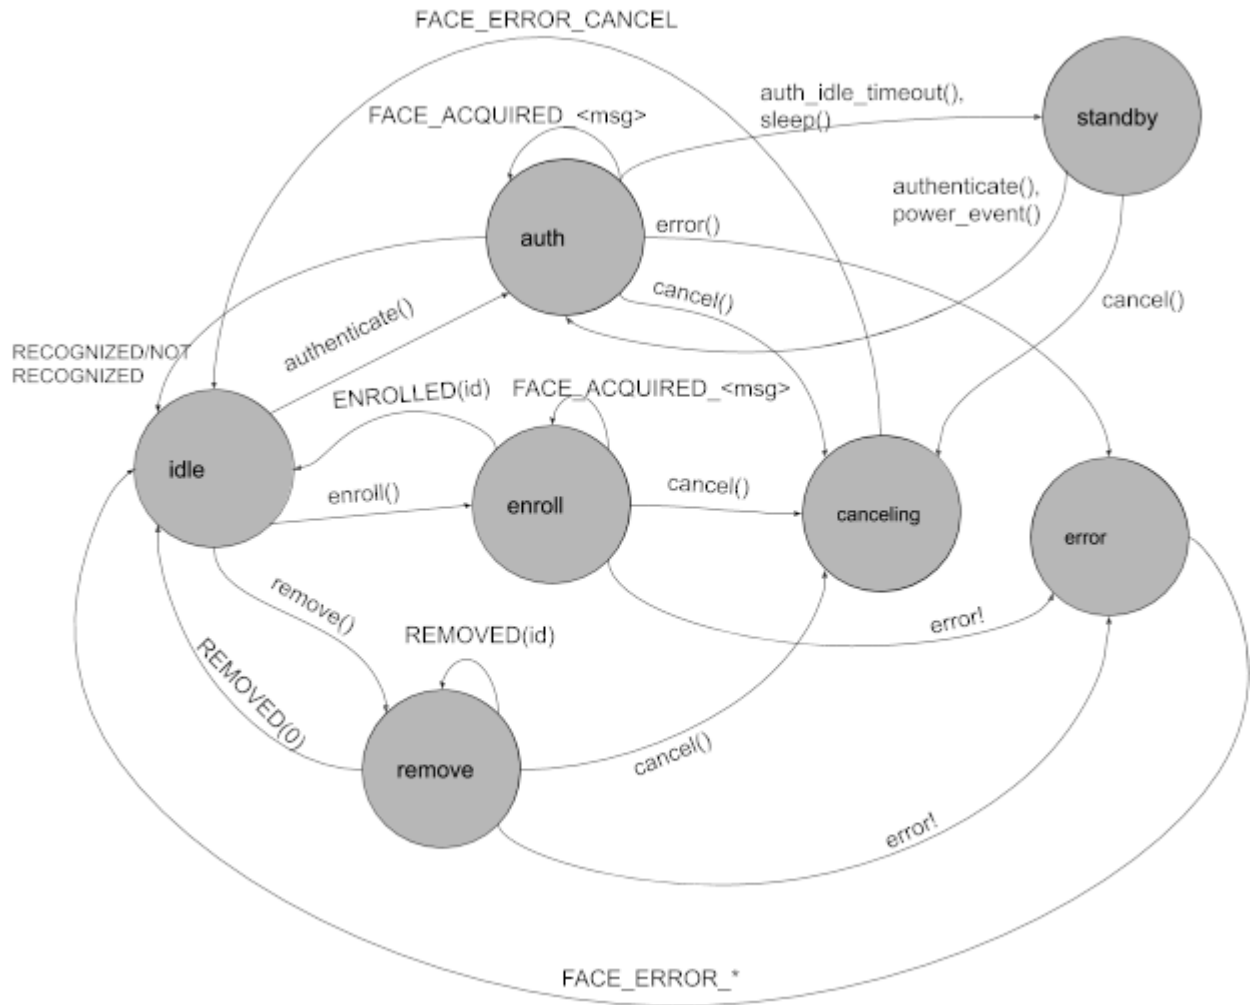 FACE_ERROR_CANCEL
auth_idle_timeout(),
sleep()
standby
FACE_ACQUIRED_<msg>
authenticate(),
power_event()
auth
error()
cancel()
cancel()
authenticate()
RECOGNIZED/NOT
RECOGNIZED
ENROLLED(id)
FACE_ACQUIRED_<msg>
idle
enroll()
enroll
cancel()
canceling
error
remove()
REMOVED(id)
error!
REMOVED(0)
remove
cancel()
error!
FACE_ERROR_*